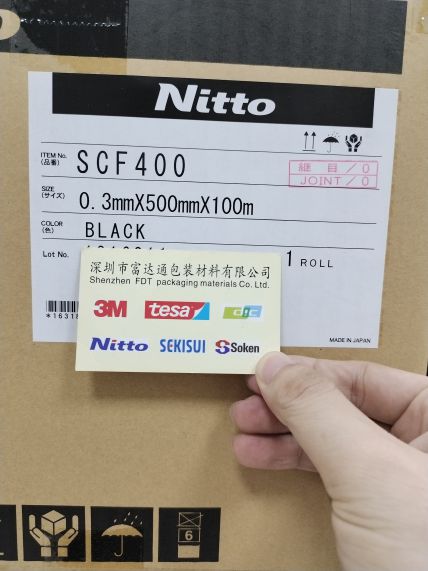 Nitto
ITEM No.
(品番)
SCF400
継 目 / 0
JOINT / 0
SIZE
(サイズ)
0.3mmX500mmX100m
COLOR
(色)
BLACK
Lot No.
1 ROLL
MADE IN JAPAN
深圳市富达通包装材料有限公司
Shenzhen FDT packaging materials Co. Ltd.
3M
tesa
dic
Nitto
SEKISUI
Soken
6